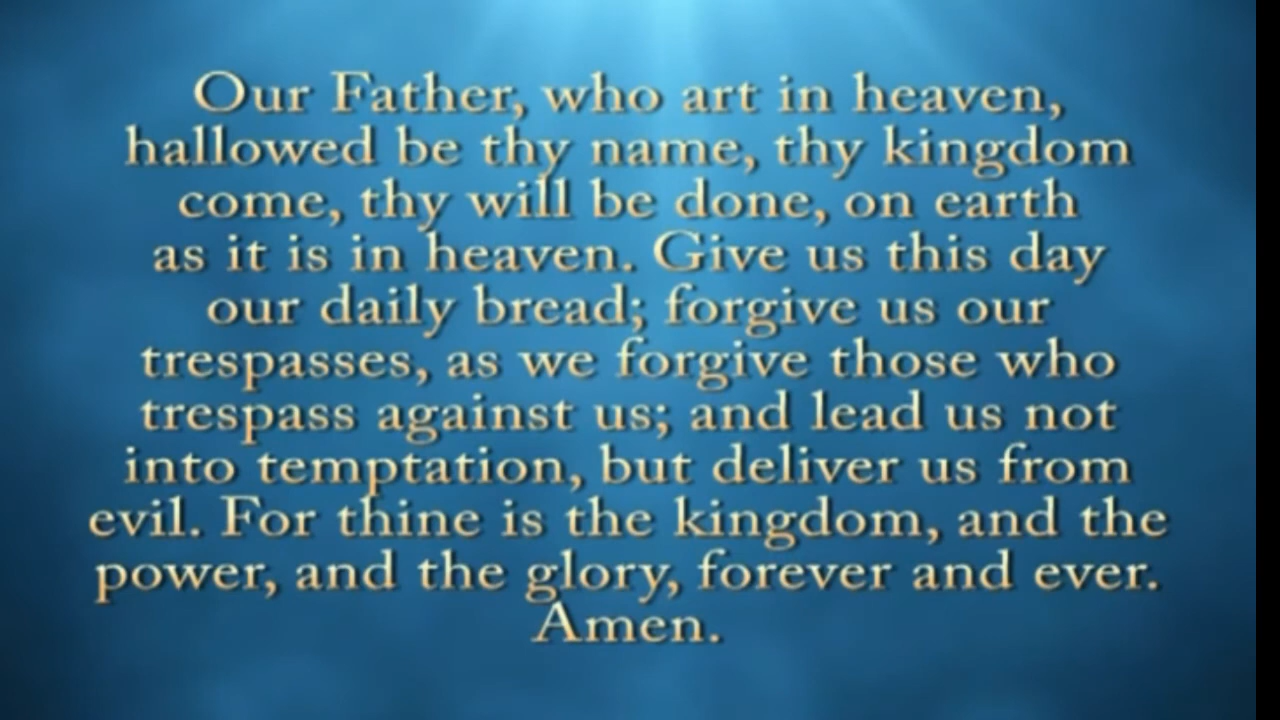 Our Father, who art in heaven,
hallowed be thy name, thy kingdom
come, thy will be done, on earth
as it is in heaven. Give us this day
our daily bread; forgive us our
trespasses, as we forgive those who
trespass against us; and lead us not
into temptation, but deliver us from
evil. For thine is the kingdom, and the
power, and the glory, forever and ever.
Amen.